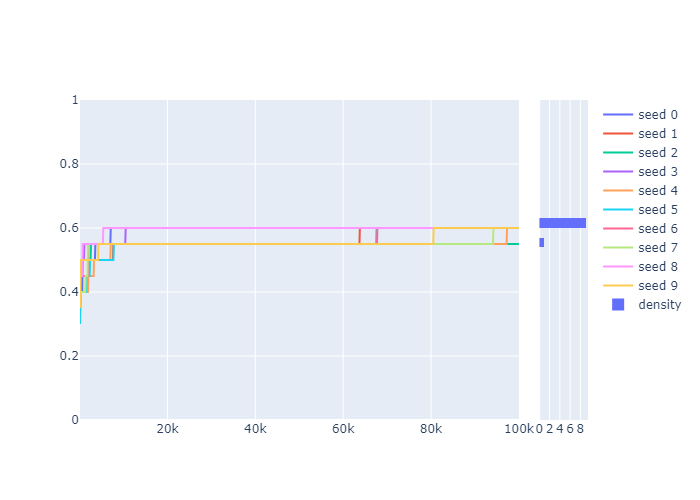 1
0.8
0.6
0.4
0.2
0
20k
40k
60k
80k
100k
0 2 4 6 8
seed 0
seed 1
seed 2
seed 3
seed 4
seed 5
seed 6
seed 7
seed 8
seed 9
density